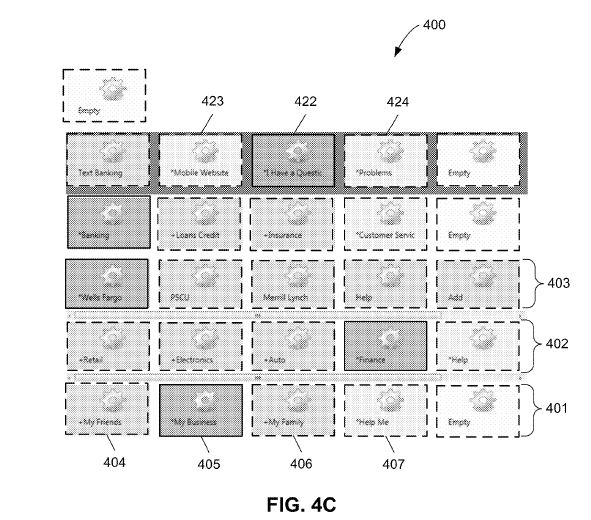 400
Empty
423 422 424
Text Banking *Mobile Website *I Have a Questic *Problems Empty
*Banking +Loans Credit +Insurance *Customer Servic Empty
*Wells Fargo PSCU Merrill Lynch Help Add 403
+Retail +Electronics +Auto *Finance *Help 402
+My Friends *My Business +My Family *Help Me Empty 401
404 405 406 407
FIG. 4C